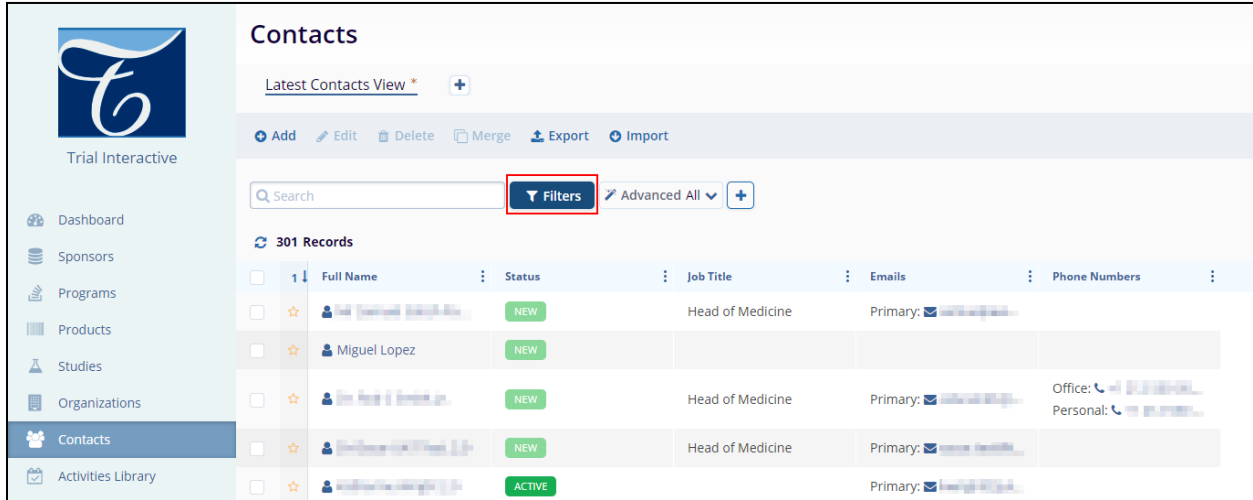 Contacts
Latest Contacts View *
Add Edit Delete Merge Export Import
Trial Interactive
Search Filters Advanced All
Dashboard
301 Records
Sponsors
1 Full Name Status Job Title Emails Phone Numbers
Programs
NEW Head of Medicine Primary:
Products
Miguel Lopez NEW
Studies
Organizations
NEW Head of Medicine Primary: Office:
Personal:
Contacts
NEW Head of Medicine Primary:
Activities Library
ACTIVE Primary: